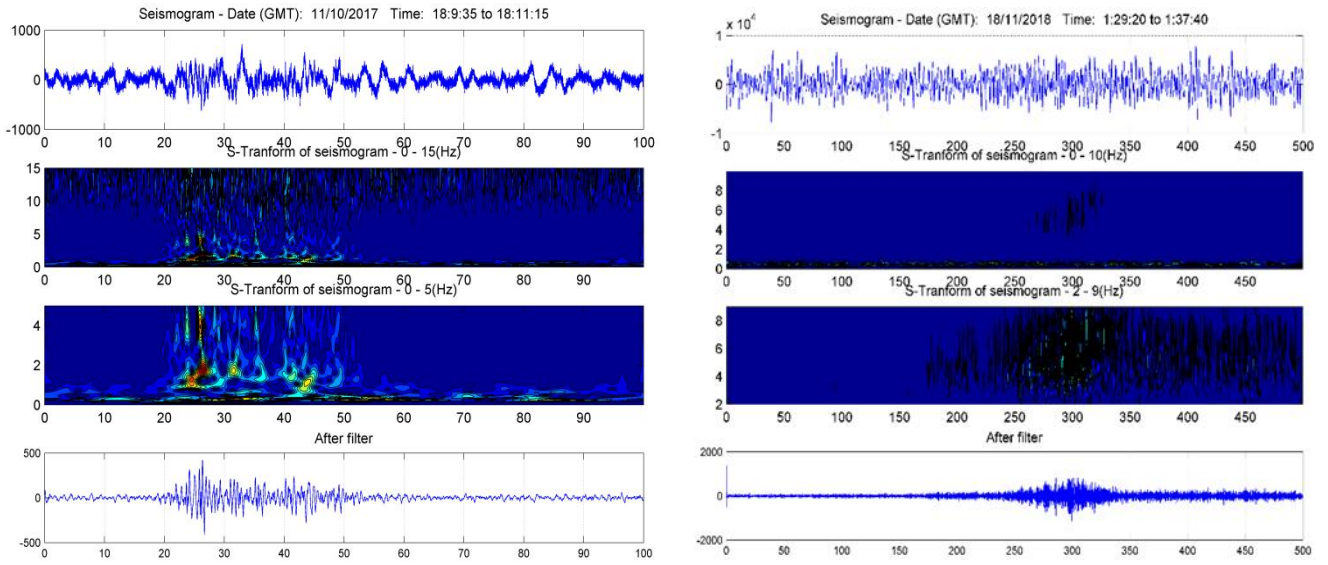 Seismogram - Date (GMT): 11/10/2017 Time: 18:9:35 to 18:11:15
1000
0
-1000
0 10 20 30 40 50 60 70 80 90 100
S-Tranform of seismogram - 0 - 15(Hz)
15
10
5
0
0 10 20 30 40 50 60 70 80 90 100
S-Tranform of seismogram - 0 - 5(Hz)
4
2
0
0 10 20 30 40 50 60 70 80 90 100
After filter
500
0
-500
0 10 20 30 40 50 60 70 80 90 100
Seismogram - Date (GMT): 18/11/2018 Time: 1:29:20 to 1:37:40
x 10^4
1
0
-1
0 50 100 150 200 250 300 350 400 450 500
S-Tranform of seismogram - 0 - 10(Hz)
8
6
4
2
0
0 50 100 150 200 250 300 350 400 450
S-Tranform of seismogram - 2 - 9(Hz)
8
6
4
2
0 50 100 150 200 250 300 350 400 450
After filter
2000
0
-2000
0 50 100 150 200 250 300 350 400 450 500